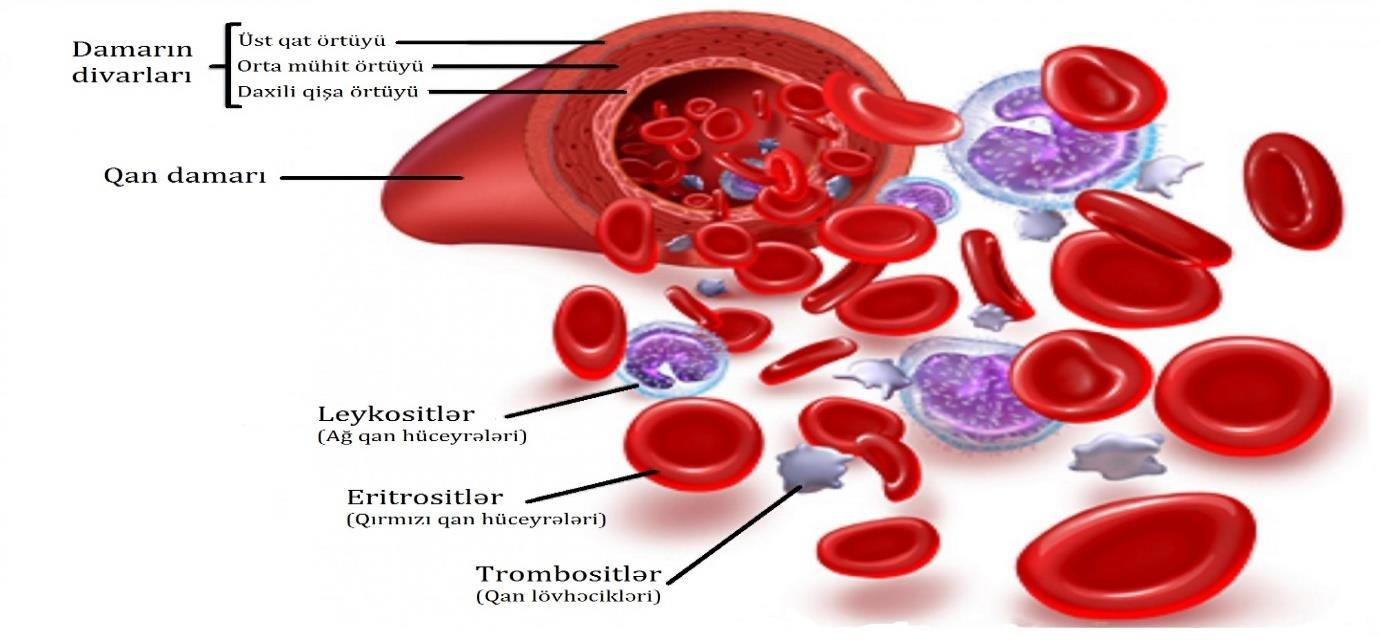 Damarın
divarları
Üst qat örtüyü
Orta mühit örtüyü
Daxili qişa örtüyü
Qan damarı
Leykositlər
(Ağ qan hüceyrələri)
Eritrositlər
(Qırmızı qan hüceyrələri)
Trombositlər
(Qan lövhəcikləri)